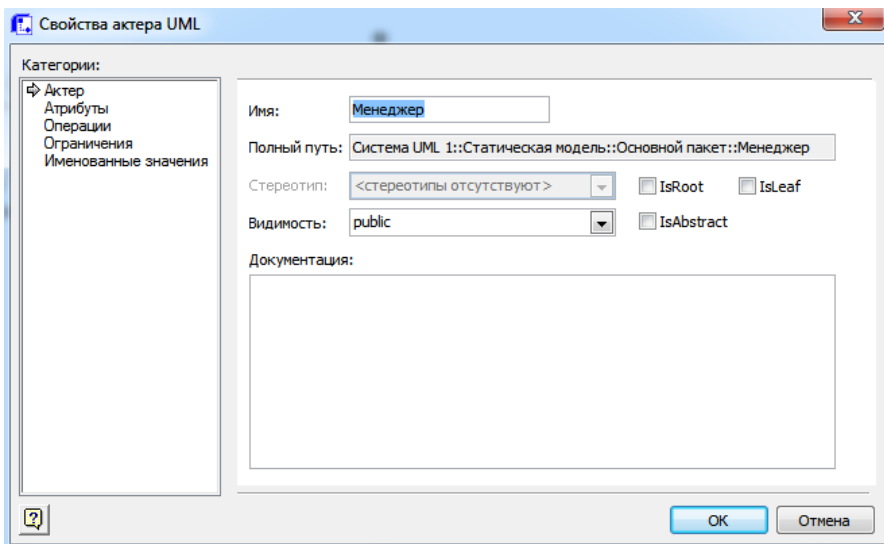 Свойства актера UML
Категории:
Актер
Атрибуты
Операции
Ограничения
Именованные значения
Имя: Менеджер
Полный путь: Система UML 1::Статическая модель::Основной пакет::Менеджер
Стереотип: <стереотипы отсутствуют> IsRoot IsLeaf
Видимость: public IsAbstract
Документация:
OK Отмена